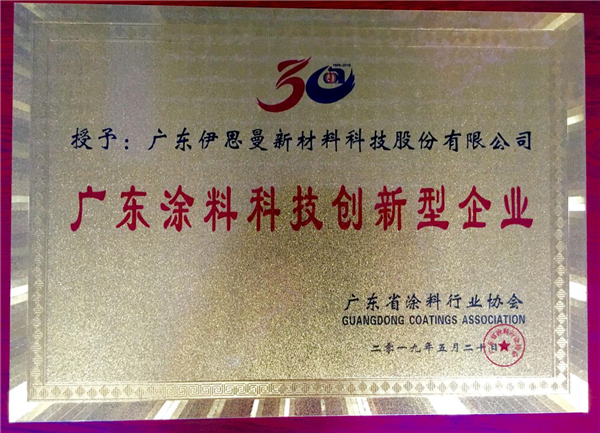 30
授予：广东伊思曼新材料科技股份有限公司
广东涂料科技创新型企业
广东省涂料行业协会
GUANGDONG COATINGS ASSOCIATION
二零一九年五月二十日